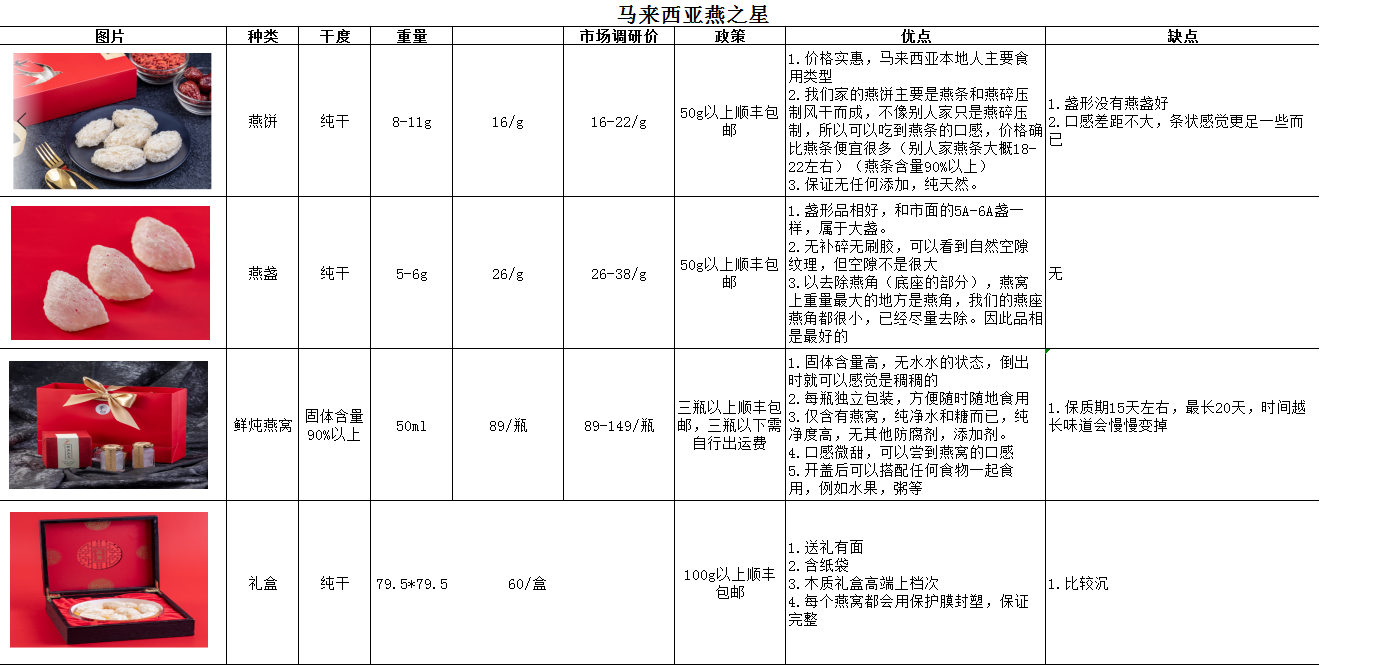 马来西亚燕之星
图片 种类 干度 重量 市场调研价 政策 优点 缺点
燕饼 纯干 8-11g 16/g 16-22/g
50g以上顺丰包
邮
1.价格实惠，马来西亚本地人主要食
用类型
2.我们家的燕饼主要是燕条和燕碎压
制风干而成，不像别人家只是燕碎压
制，所以可以吃到燕条的口感，价格确
比燕条便宜很多（别人家燕条大概18-
22左右）（燕条含量90%以上）
3.保证无任何添加，纯天然。
1.盏形没有燕盏好
2.口感差距不大，条状感觉更足一些而
已
燕盏 纯干 5-6g 26/g 26-38/g
50g以上顺丰包
邮
1.盏形品相好，和市面的5A-6A盏一
样，属于大盏。
2.无补碎无刷胶，可以看到自然空隙
纹理，但空隙不是很大
3.以去除燕角（底座的部分），燕窝
上重量最大的地方是燕角，我们的燕座
燕角都很小，已经尽量去除。因此品相
是最好的
无
鲜炖燕窝
固体含量
90%以上
50ml 89/瓶 89-149/瓶
三瓶以上顺丰包
邮，三瓶以下需
自行出运费
1.固体含量高，无水水的状态，倒出
时就可以感觉是稠稠的
2.每瓶独立包装，方便随时随地食用
3.仅含有燕窝，纯净水和糖而已，纯
净度高，无其他防腐剂，添加剂。
4.口感微甜，可以尝到燕窝的口感
5.开盖后可以搭配任何食物一起食
用，例如水果，粥等
1.保质期15天左右，最长20天，时间越
长味道会慢慢变掉
礼盒 纯干 79.5*79.5 60/盒
100g以上顺丰
包邮
1.送礼有面
2.含纸袋
3.木质礼盒高端上档次
4.每个燕窝都会用保护膜封塑，保证
完整
1.比较沉